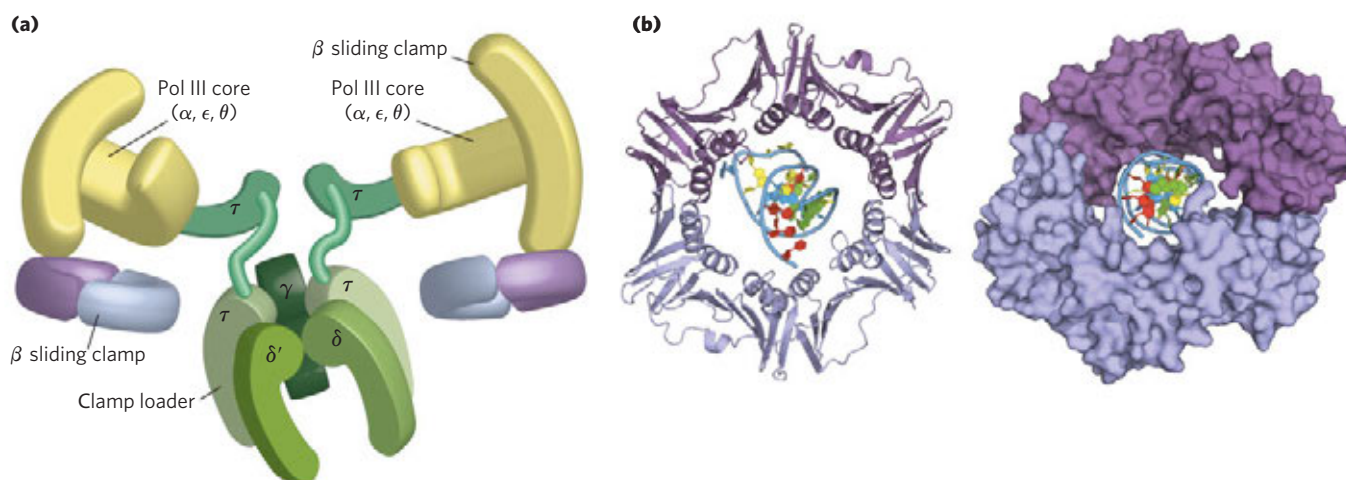 (a)
β sliding clamp
Pol III core
(α, ϵ, θ)
Pol III core
(α, ϵ, θ)
τ
τ
γ
τ
τ
δ′
δ
β sliding clamp
Clamp loader
(b)